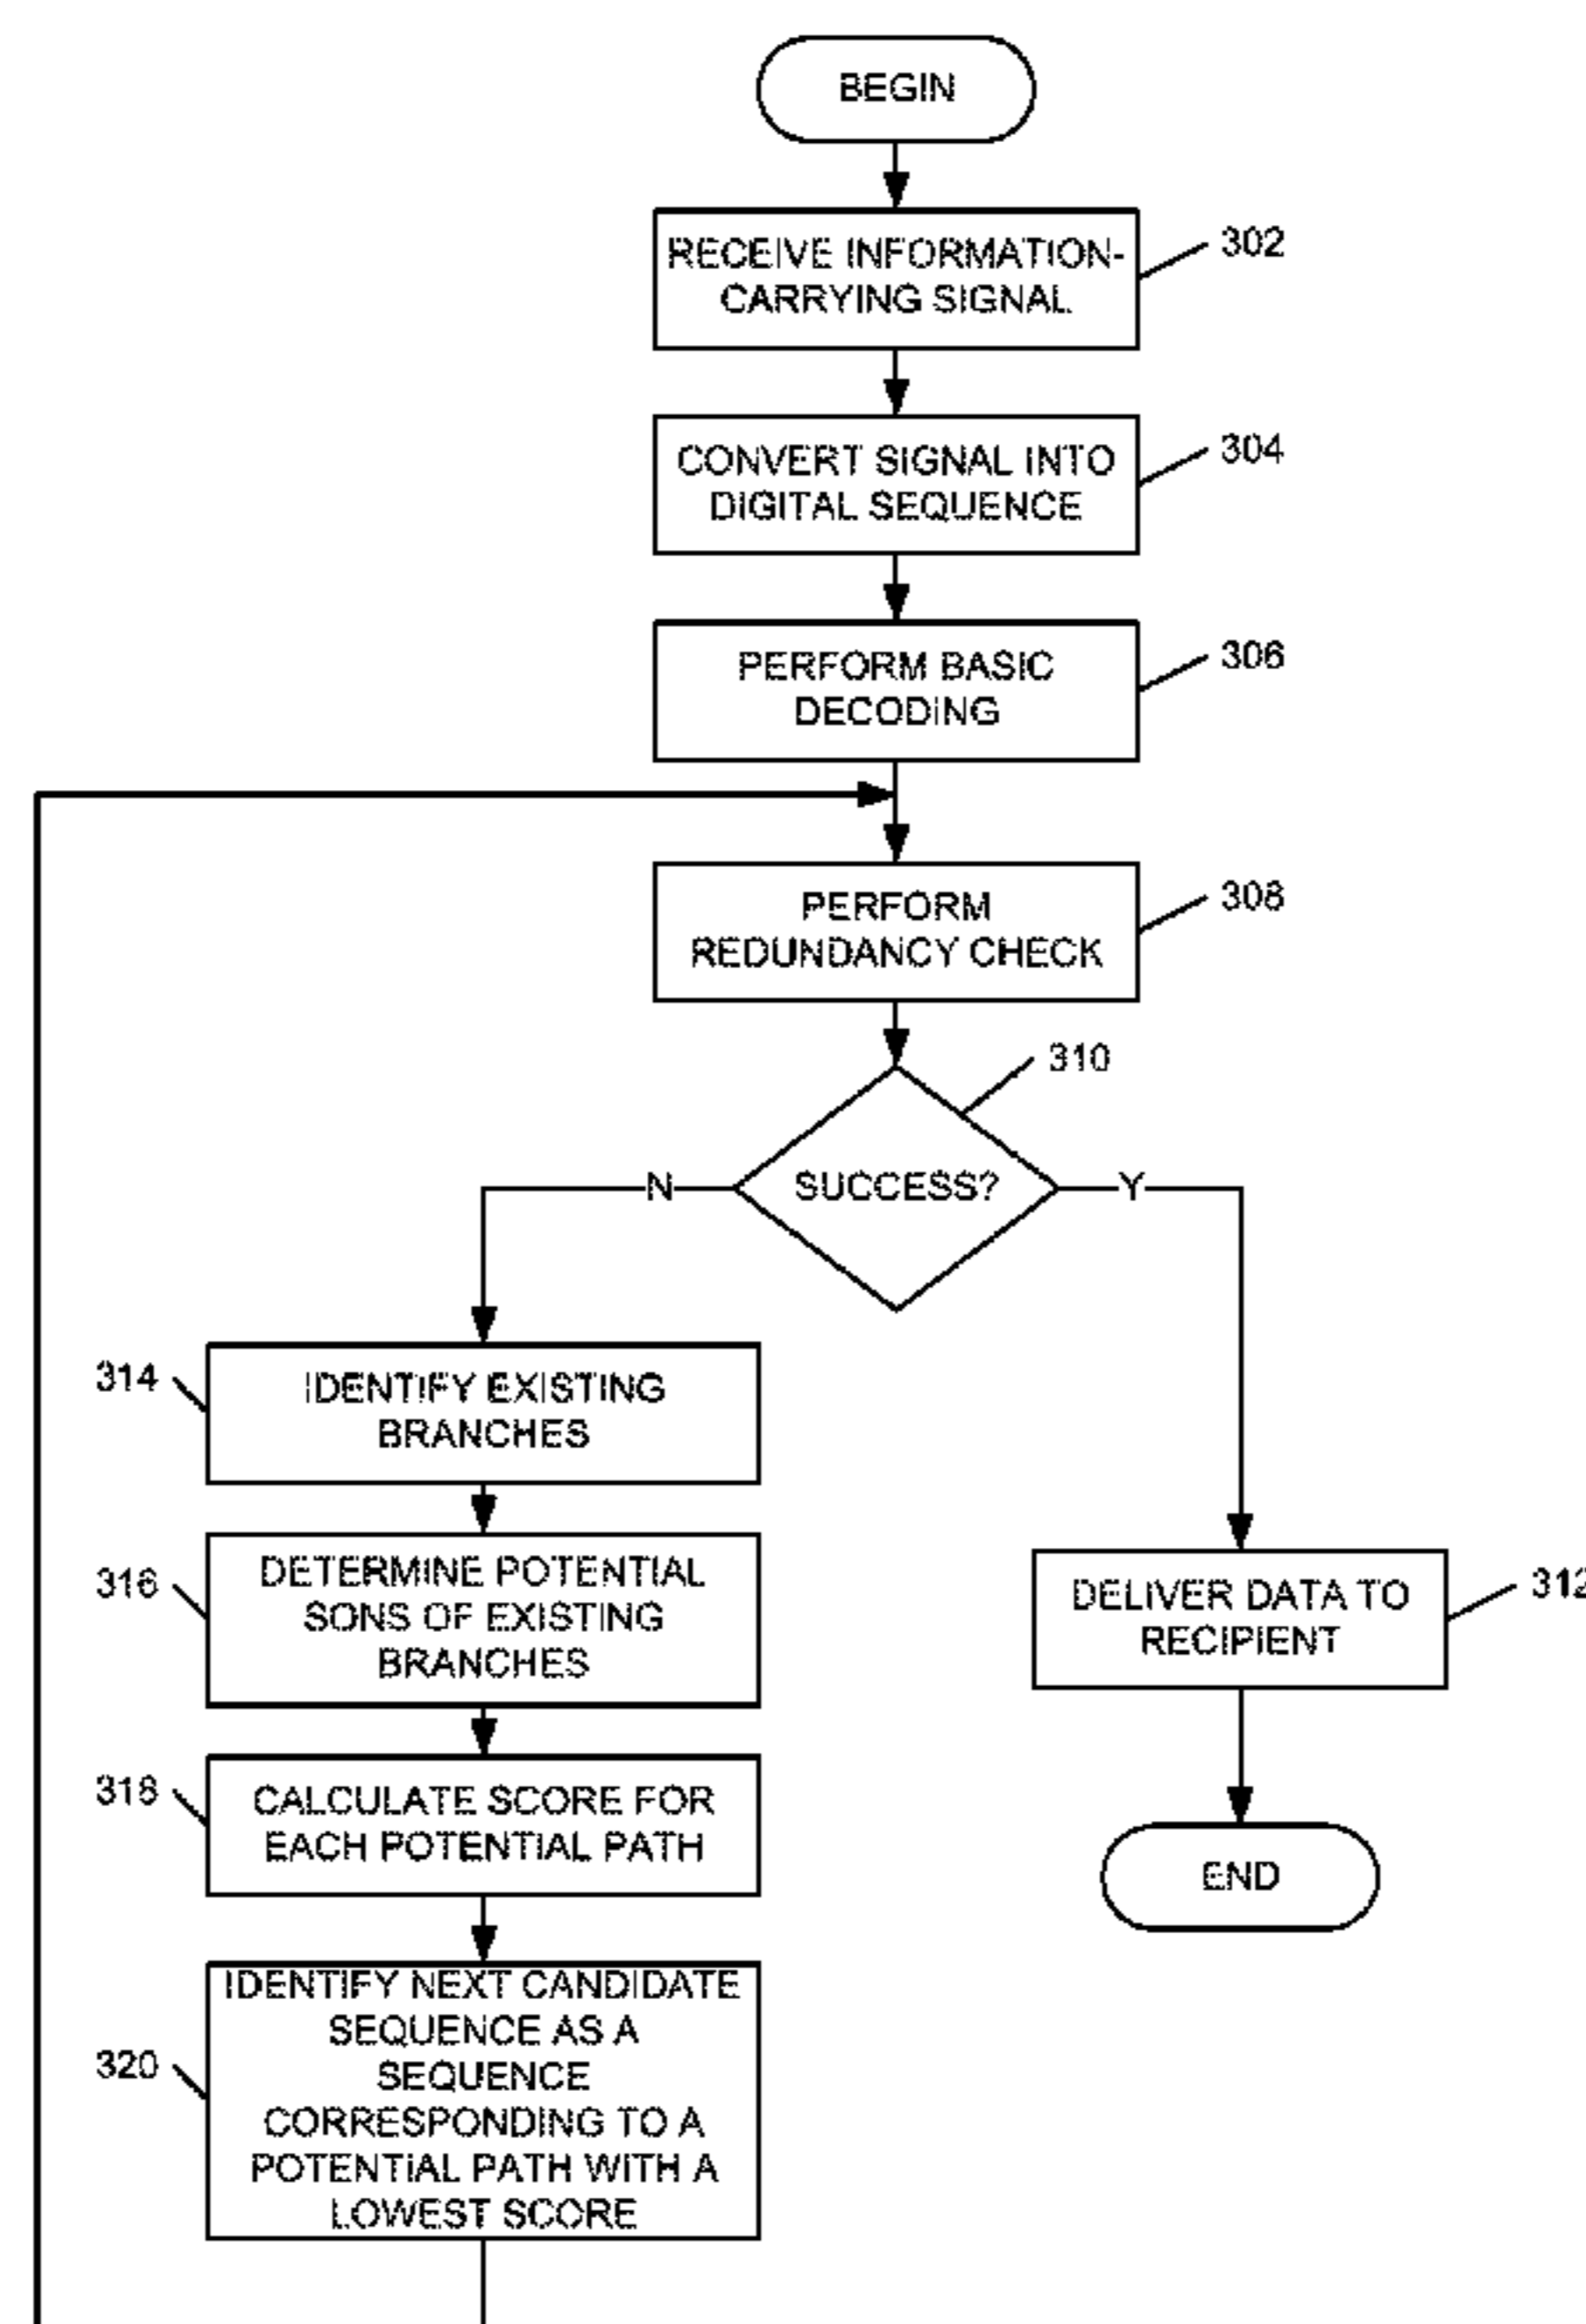 BEGIN
RECEIVE INFORMATION-
CARRYING SIGNAL
302
CONVERT SIGNAL INTO
DIGITAL SEQUENCE
304
PERFORM BASIC
DECODING
306
PERFORM
REDUNDANCY CHECK
308
310
SUCCESS?
N
Y
314
IDENTIFY EXISTING
BRANCHES
316
DETERMINE POTENTIAL
SONS OF EXISTING
BRANCHES
DELIVER DATA TO
RECIPIENT
312
318
CALCULATE SCORE FOR
EACH POTENTIAL PATH
END
320
IDENTIFY NEXT CANDIDATE
SEQUENCE AS A
SEQUENCE
CORRESPONDING TO A
POTENTIAL PATH WITH A
LOWEST SCORE